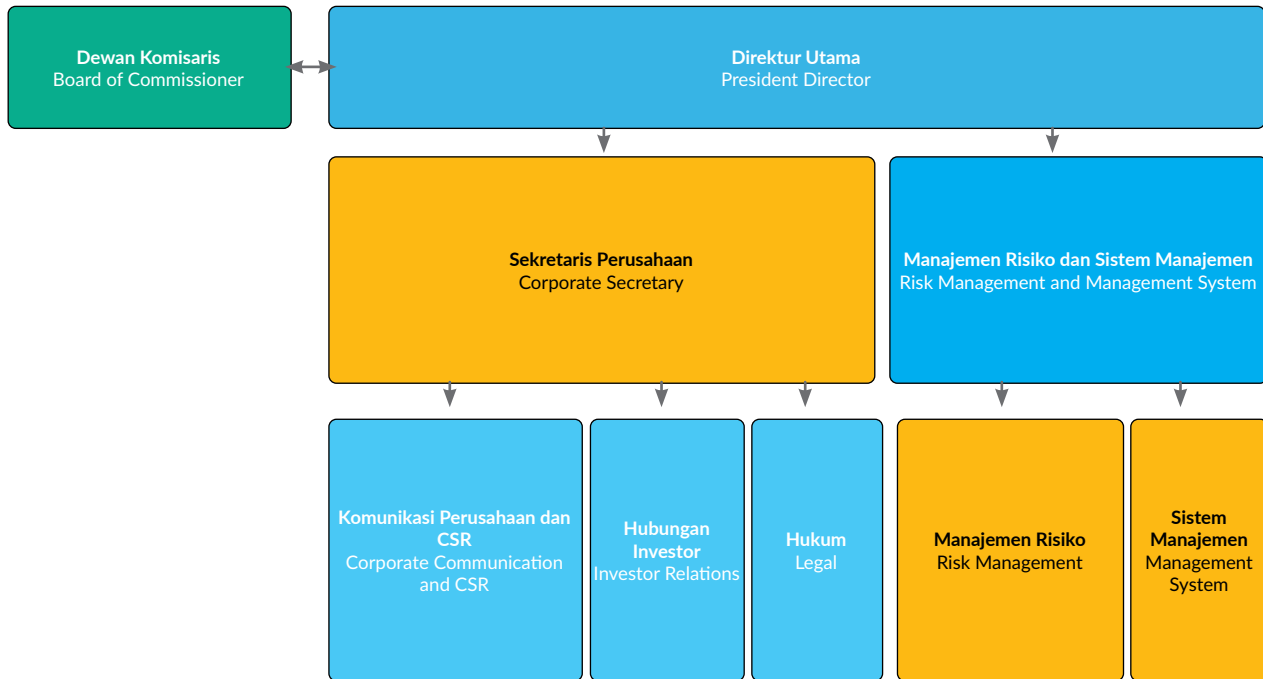 Dewan Komisaris
Board of Commissioner
Direktur Utama
President Director
Sekretaris Perusahaan
Corporate Secretary
Manajemen Risiko dan Sistem Manajemen
Risk Management and Management System
Komunikasi Perusahaan dan
CSR
Corporate Communication
and CSR
Hubungan
Investor
Investor Relations
Hukum
Legal
Manajemen Risiko
Risk Management
Sistem
Manajemen
Management
System